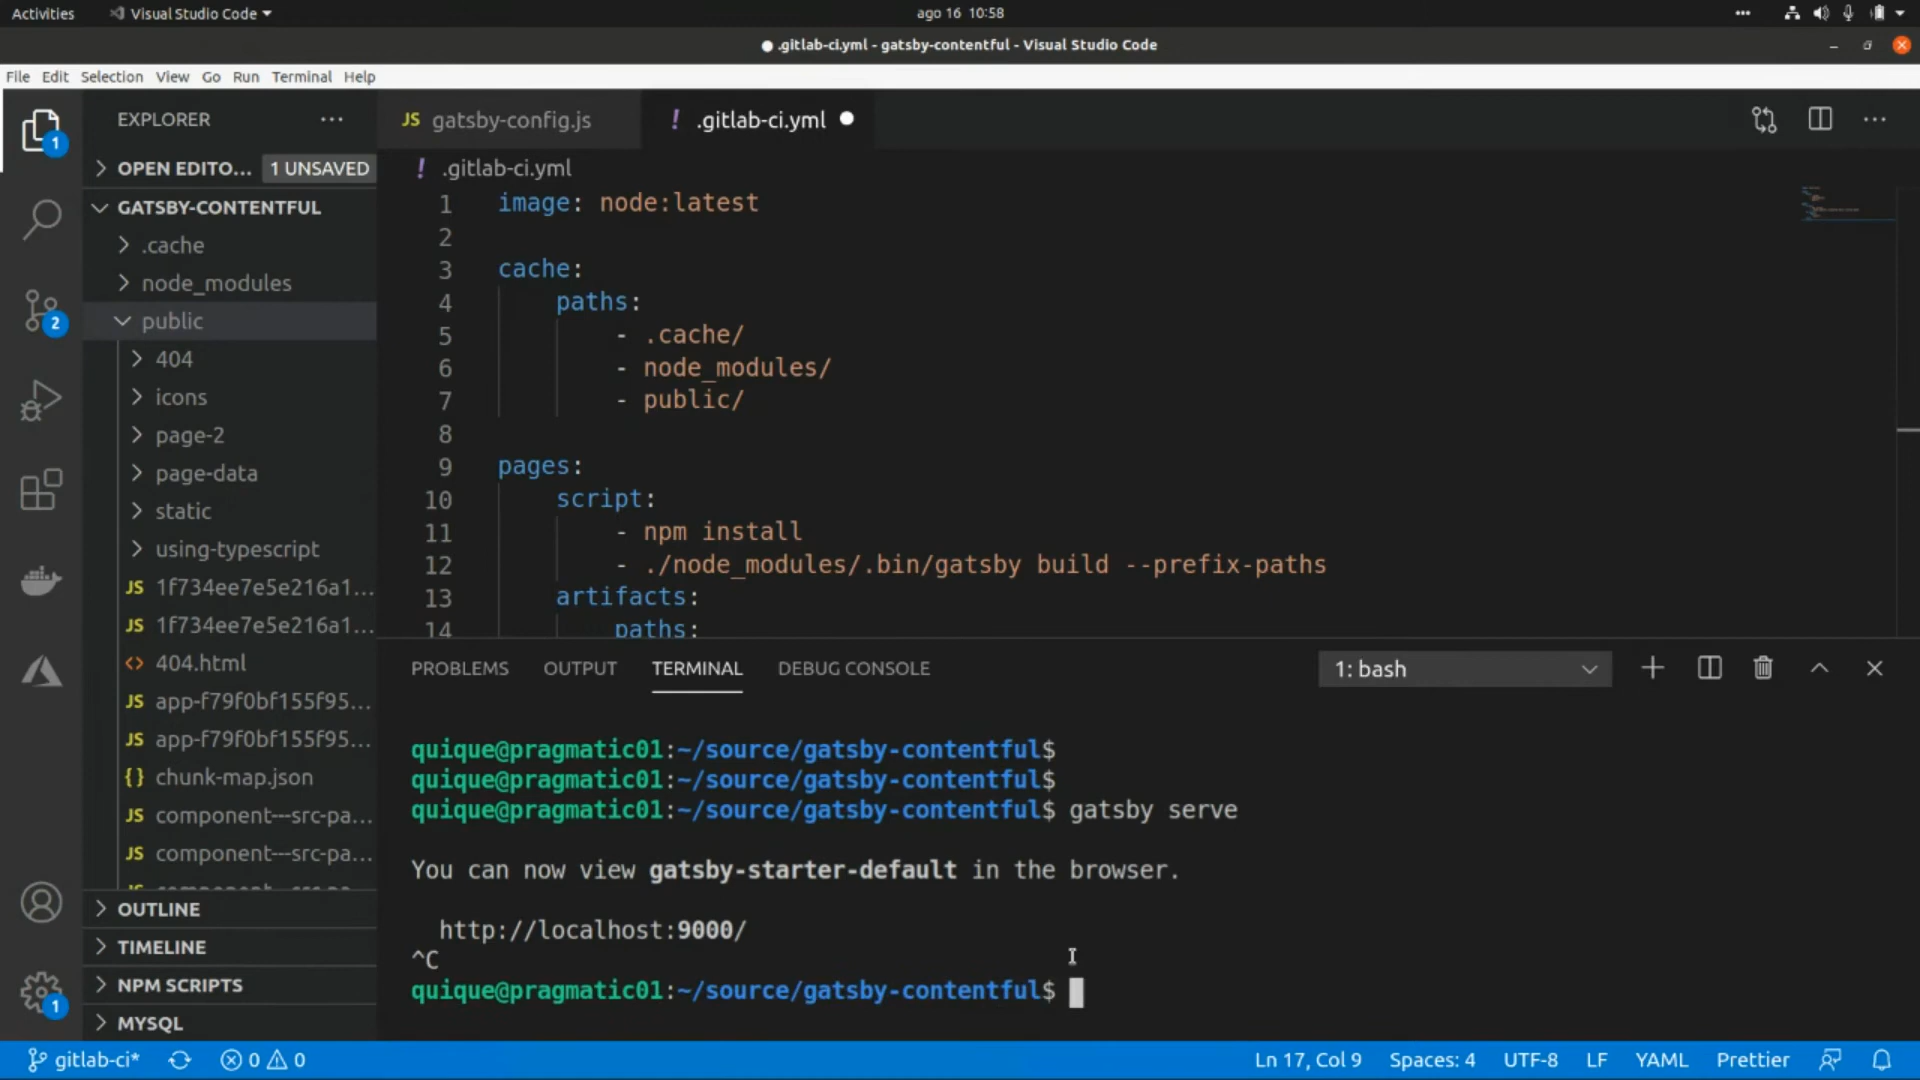 Activities
Visual Studio Code
ago 16 10:58
.gitlab-ci.yml - gatsby-contentful - Visual Studio Code
File Edit Selection View Go Run Terminal Help
1
EXPLORER
OPEN EDITO... 1 UNSAVED
GATSBY-CONTENTFUL
.cache
node_modules
public
404
icons
page-2
page-data
static
using-typescript
JS 1f734ee7e5e216a1...
JS 1f734ee7e5e216a1...
404.html
JS app-f79f0bf155f95...
JS app-f79f0bf155f95...
{} chunk-map.json
JS component---src-pa...
JS component---src-pa...
OUTLINE
TIMELINE
NPM SCRIPTS
MYSQL
2
1
JS gatsby-config.js
! .gitlab-ci.yml
! .gitlab-ci.yml
1 image: node:latest
2
3 cache:
4 paths:
5 - .cache/
6 - node_modules/
7 - public/
8
9 pages:
10 script:
11 - npm install
12 - ./node_modules/.bin/gatsby build --prefix-paths
13 artifacts:
14 paths:
PROBLEMS OUTPUT TERMINAL DEBUG CONSOLE
1: bash
quique@pragmatic01:~/source/gatsby-contentful$
quique@pragmatic01:~/source/gatsby-contentful$
quique@pragmatic01:~/source/gatsby-contentful$ gatsby serve
You can now view gatsby-starter-default in the browser.
http://localhost:9000/
^C
quique@pragmatic01:~/source/gatsby-contentful$
gitlab-ci* 0 0
Ln 17, Col 9 Spaces: 4 UTF-8 LF YAML Prettier